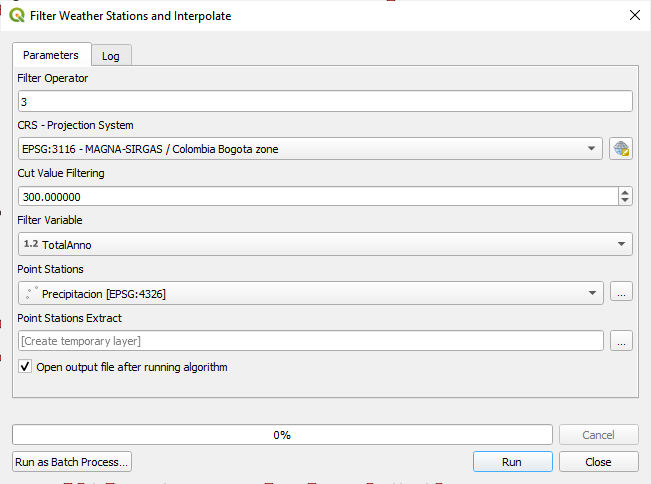 Filter Weather Stations and Interpolate
Parameters
Log
Filter Operator
3
CRS - Projection System
EPSG:3116 - MAGNA-SIRGAS / Colombia Bogota zone
Cut Value Filtering
300.000000
Filter Variable
1.2 TotalAnno
Point Stations
Precipitacion [EPSG:4326]
...
Point Stations Extract
[Create temporary layer]
...
Open output file after running algorithm
0%
Cancel
Run as Batch Process...
Run
Close